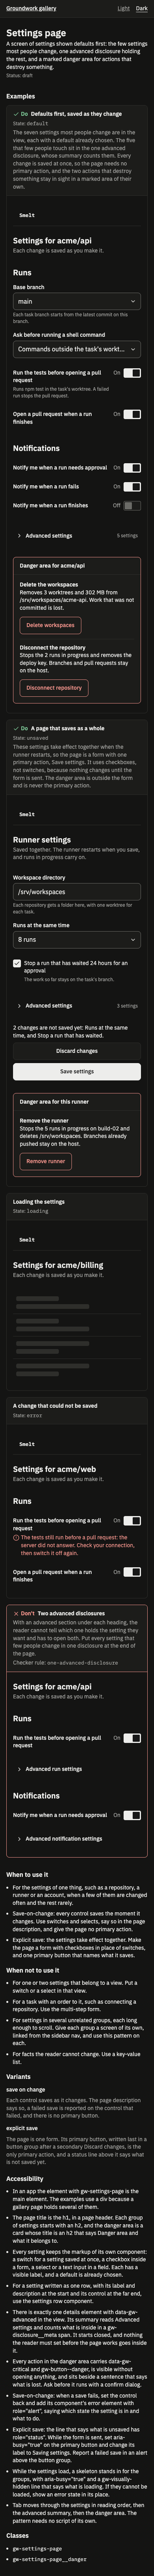 Groundwork gallery
Light
Dark
Settings page
A screen of settings shown defaults first: the few settings
most people change, one advanced disclosure holding
the rest, and a marked danger area for actions that
destroy something.
Status: draft
Examples
Do Defaults first, saved as they change
State: default
The seven settings most people change are in the
view, each with a default already chosen. The five
that few people touch sit in the one Advanced
disclosure, whose summary counts them. Every
change is saved as it is made, so the page needs
no primary action, and the two actions that destroy
something stay in sight in a marked area of their
own.
Smelt
Settings for acme/api
Each change is saved as you make it.
Runs
Base branch
main
Each task branch starts from the latest commit on this
branch.
Ask before running a shell command
Commands outside the task's workt...
Run the tests before opening a pull
request
On
Runs npm test in the task's worktree. A failed
run stops the pull request.
Open a pull request when a run
finishes
On
Notifications
Notify me when a run needs approval
On
Notify me when a run fails
On
Notify me when a run finishes
Off
Advanced settings
5 settings
Danger area for acme/api
Delete the workspaces
Removes 3 worktrees and 302 MB from
/srv/workspaces/acme-api. Work that was not
committed is lost.
Delete workspaces
Disconnect the repository
Stops the 2 runs in progress and removes the
deploy key. Branches and pull requests stay
on the host.
Disconnect repository
Do A page that saves as a whole
State: unsaved
These settings take effect together when the
runner restarts, so the page is a form with one
primary action, Save settings. It uses checkboxes,
not switches, because nothing changes until the
form is sent. The danger area is outside the form
and is never the primary action.
Smelt
Runner settings
Saved together. The runner restarts when you save,
and runs in progress carry on.
Workspace directory
/srv/workspaces
Each repository gets a folder here, with one worktree for
each task.
Runs at the same time
8 runs
Stop a run that has waited 24 hours for an
approval
The work so far stays on the task's branch.
Advanced settings
3 settings
2 changes are not saved yet: Runs at the same
time, and Stop a run that has waited.
Discard changes
Save settings
Danger area for this runner
Remove the runner
Stops the 5 runs in progress on build-02 and
deletes /srv/workspaces. Branches already
pushed stay on the host.
Remove runner
Loading the settings
State: loading
Smelt
Settings for acme/billing
Each change is saved as you make it.
A change that could not be saved
State: error
Smelt
Settings for acme/web
Each change is saved as you make it.
Runs
Run the tests before opening a pull
request
On
The tests still run before a pull request: the
server did not answer. Check your connection,
then switch it off again.
Open a pull request when a run
finishes
On
Don't Two advanced disclosures
With an advanced section under each heading, the
reader cannot tell which one holds the setting they
want and has to open both. Put every setting that
few people change in one disclosure at the end of
the page.
Checker rule: one-advanced-disclosure
Settings for acme/api
Each change is saved as you make it.
Runs
Run the tests before opening a pull
request
On
Advanced run settings
Notifications
Notify me when a run needs approval
On
Advanced notification settings
When to use it
For the settings of one thing, such as a repository, a
runner or an account, when a few of them are changed
often and the rest rarely.
Save-on-change: every control saves the moment it
changes. Use switches and selects, say so in the page
description, and give the page no primary action.
Explicit save: the settings take effect together. Make
the page a form with checkboxes in place of switches,
and one primary button that names what it saves.
When not to use it
For one or two settings that belong to a view. Put a
switch or a select in that view.
For a task with an order to it, such as connecting a
repository. Use the multi-step form.
For settings in several unrelated groups, each long
enough to scroll. Give each group a screen of its own,
linked from the sidebar nav, and use this pattern on
each.
For facts the reader cannot change. Use a key-value
list.
Variants
save on change
Each control saves as it changes. The page description
says so, a failed save is reported on the control that
failed, and there is no primary button.
explicit save
The page is one form. Its primary button, written last in a
button group after a secondary Discard changes, is the
only primary action, and a status line above it says what
is not saved yet.
Accessibility
In an app the element with gw-settings-page is the
main element. The examples use a div because a
gallery page holds several of them.
The page title is the h1, in a page header. Each group
of settings starts with an h2, and the danger area is a
card whose title is an h2 that says Danger area and
what it belongs to.
Every setting keeps the markup of its own component:
a switch for a setting saved at once, a checkbox inside
a form, a select or a text input in a field. Each has a
visible label, and a default is already chosen.
For a setting written as one row, with its label and
description at the start and its control at the far end,
use the settings row component.
There is exactly one details element with data-gw-
advanced in the view. Its summary reads Advanced
settings and counts what is inside in a gw-
disclosure__meta span. It starts closed, and nothing
the reader must set before the page works goes inside
it.
Every action in the danger area carries data-gw-
critical and gw-button--danger, is visible without
opening anything, and sits beside a sentence that says
what is lost. Ask before it runs with a confirm dialog.
Save-on-change: when a save fails, set the control
back and add its component's error element with
role="alert", saying which state the setting is in and
what to do.
Explicit save: the line that says what is unsaved has
role="status". While the form is sent, set aria-
busy="true" on the primary button and change its
label to Saving settings. Report a failed save in an alert
above the button group.
While the settings load, a skeleton stands in for the
groups, with aria-busy="true" and a gw-visually-
hidden line that says what is loading. If they cannot be
loaded, show an error state in its place.
Tab moves through the settings in reading order, then
the advanced summary, then the danger area. The
pattern needs no script of its own.
Classes
gw-settings-page
gw-settings-page__danger